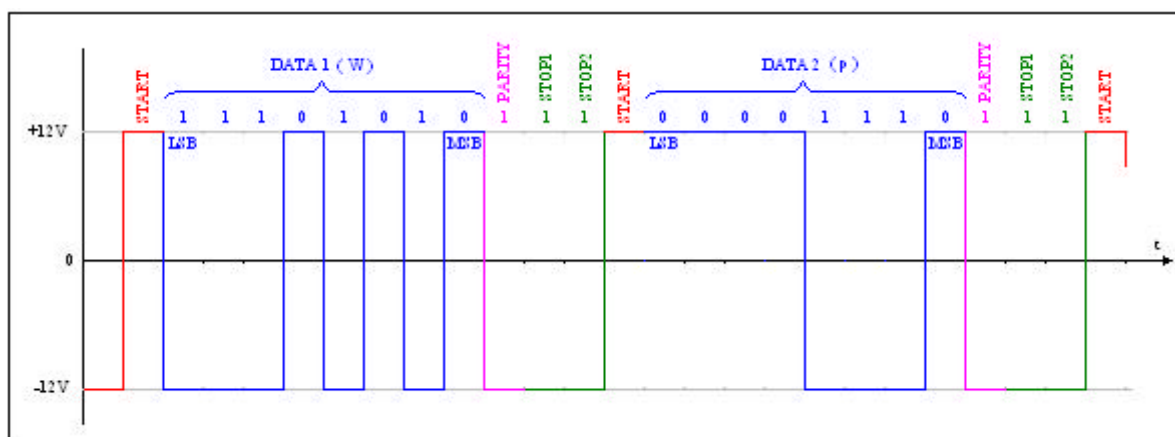 DATA 1 (W) DATA 2 (p)
START 1 1 1 0 1 0 1 0 1 PARITY 1 STOP1 1 STOP2 START 0 0 0 0 1 1 1 0 1 PARITY 1 STOP1 1 STOP2 START
+12V LSB MSB LSB MSB
0 t
-12V